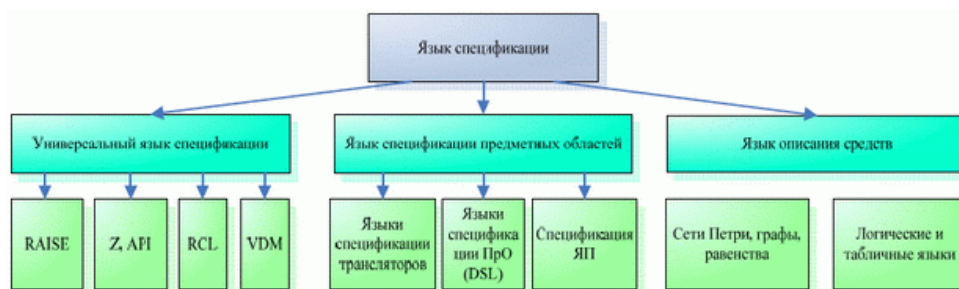 Язык спецификации
Универсальный язык спецификации
Язык спецификации предметных областей
Язык описания средств
RAISE
Z, API
RCL
VDM
Языки
спецификации
трансляторов
Языки
специфика
ции ПрО
(DSL)
Спецификация
ЯП
Сети Петри, графы,
равенства
Логические и
табличные языки